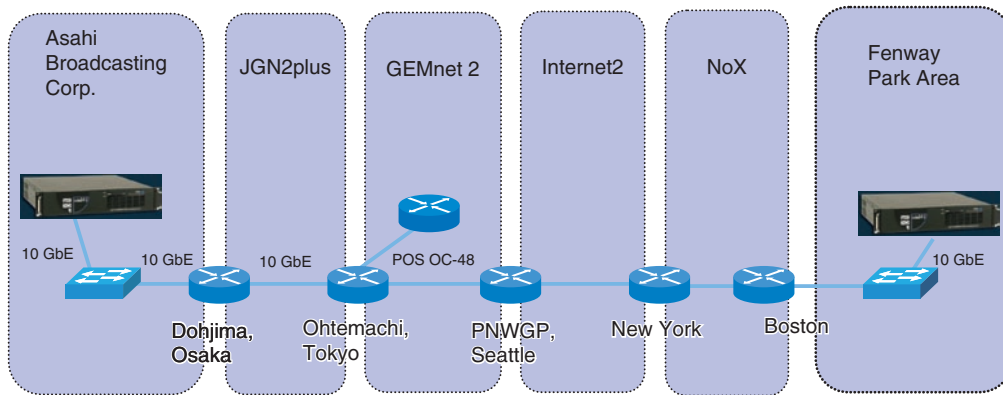 Asahi
Broadcasting
Corp.
JGN2plus
GEMnet 2
Internet2
NoX
Fenway
Park Area
10 GbE
10 GbE
10 GbE
POS OC-48
10 GbE
Dohjima,
Osaka
Ohtemachi,
Tokyo
PNWGP,
Seattle
New York
Boston